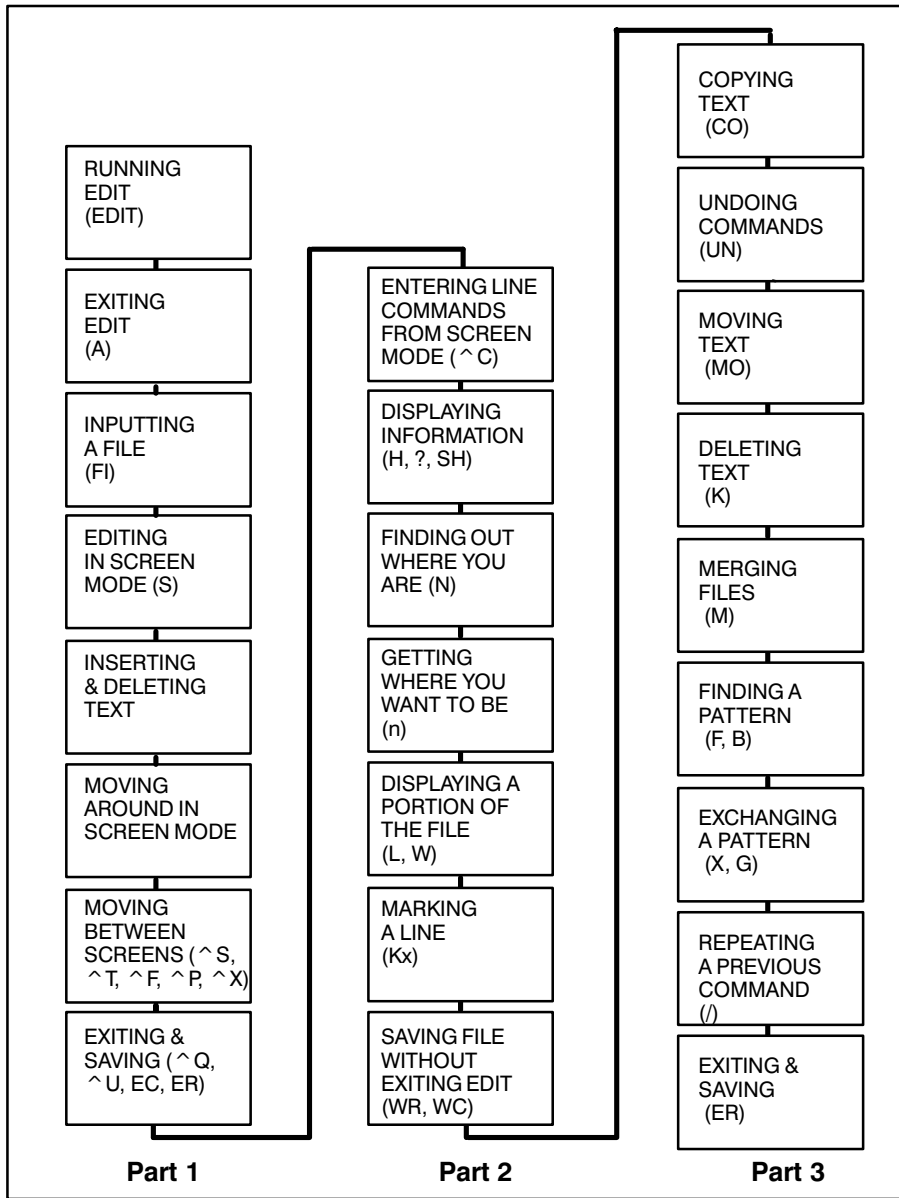 RUNNING
EDIT
(EDIT)
EXITING
EDIT
(A)
INPUTTING
A FILE
(FI)
EDITING
IN SCREEN
MODE (S)
INSERTING
& DELETING
TEXT
MOVING
AROUND IN
SCREEN MODE
MOVING
BETWEEN
SCREENS (^S,
^T, ^F, ^P, ^X)
EXITING &
SAVING (^Q,
^U, EC, ER)
Part 1
ENTERING LINE
COMMANDS
FROM SCREEN
MODE (^C)
DISPLAYING
INFORMATION
(H, ?, SH)
FINDING OUT
WHERE YOU
ARE (N)
GETTING
WHERE YOU
WANT TO BE
(n)
DISPLAYING A
PORTION OF
THE FILE
(L, W)
MARKING
A LINE
(Kx)
SAVING FILE
WITHOUT
EXITING EDIT
(WR, WC)
Part 2
COPYING
TEXT
(CO)
UNDOING
COMMANDS
(UN)
MOVING
TEXT
(MO)
DELETING
TEXT
(K)
MERGING
FILES
(M)
FINDING A
PATTERN
(F, B)
EXCHANGING
A PATTERN
(X, G)
REPEATING
A PREVIOUS
COMMAND
(/)
EXITING &
SAVING
(ER)
Part 3